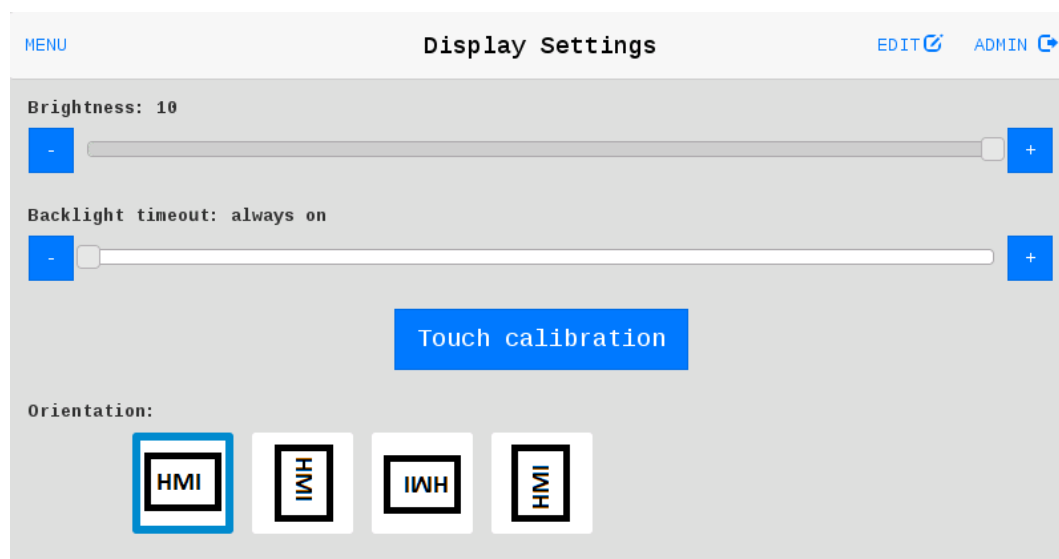 MENU Display Settings EDIT ADMIN
Brightness: 10
- +
Backlight timeout: always on
- +
Touch calibration
Orientation:
HMI HMI HMI HMI